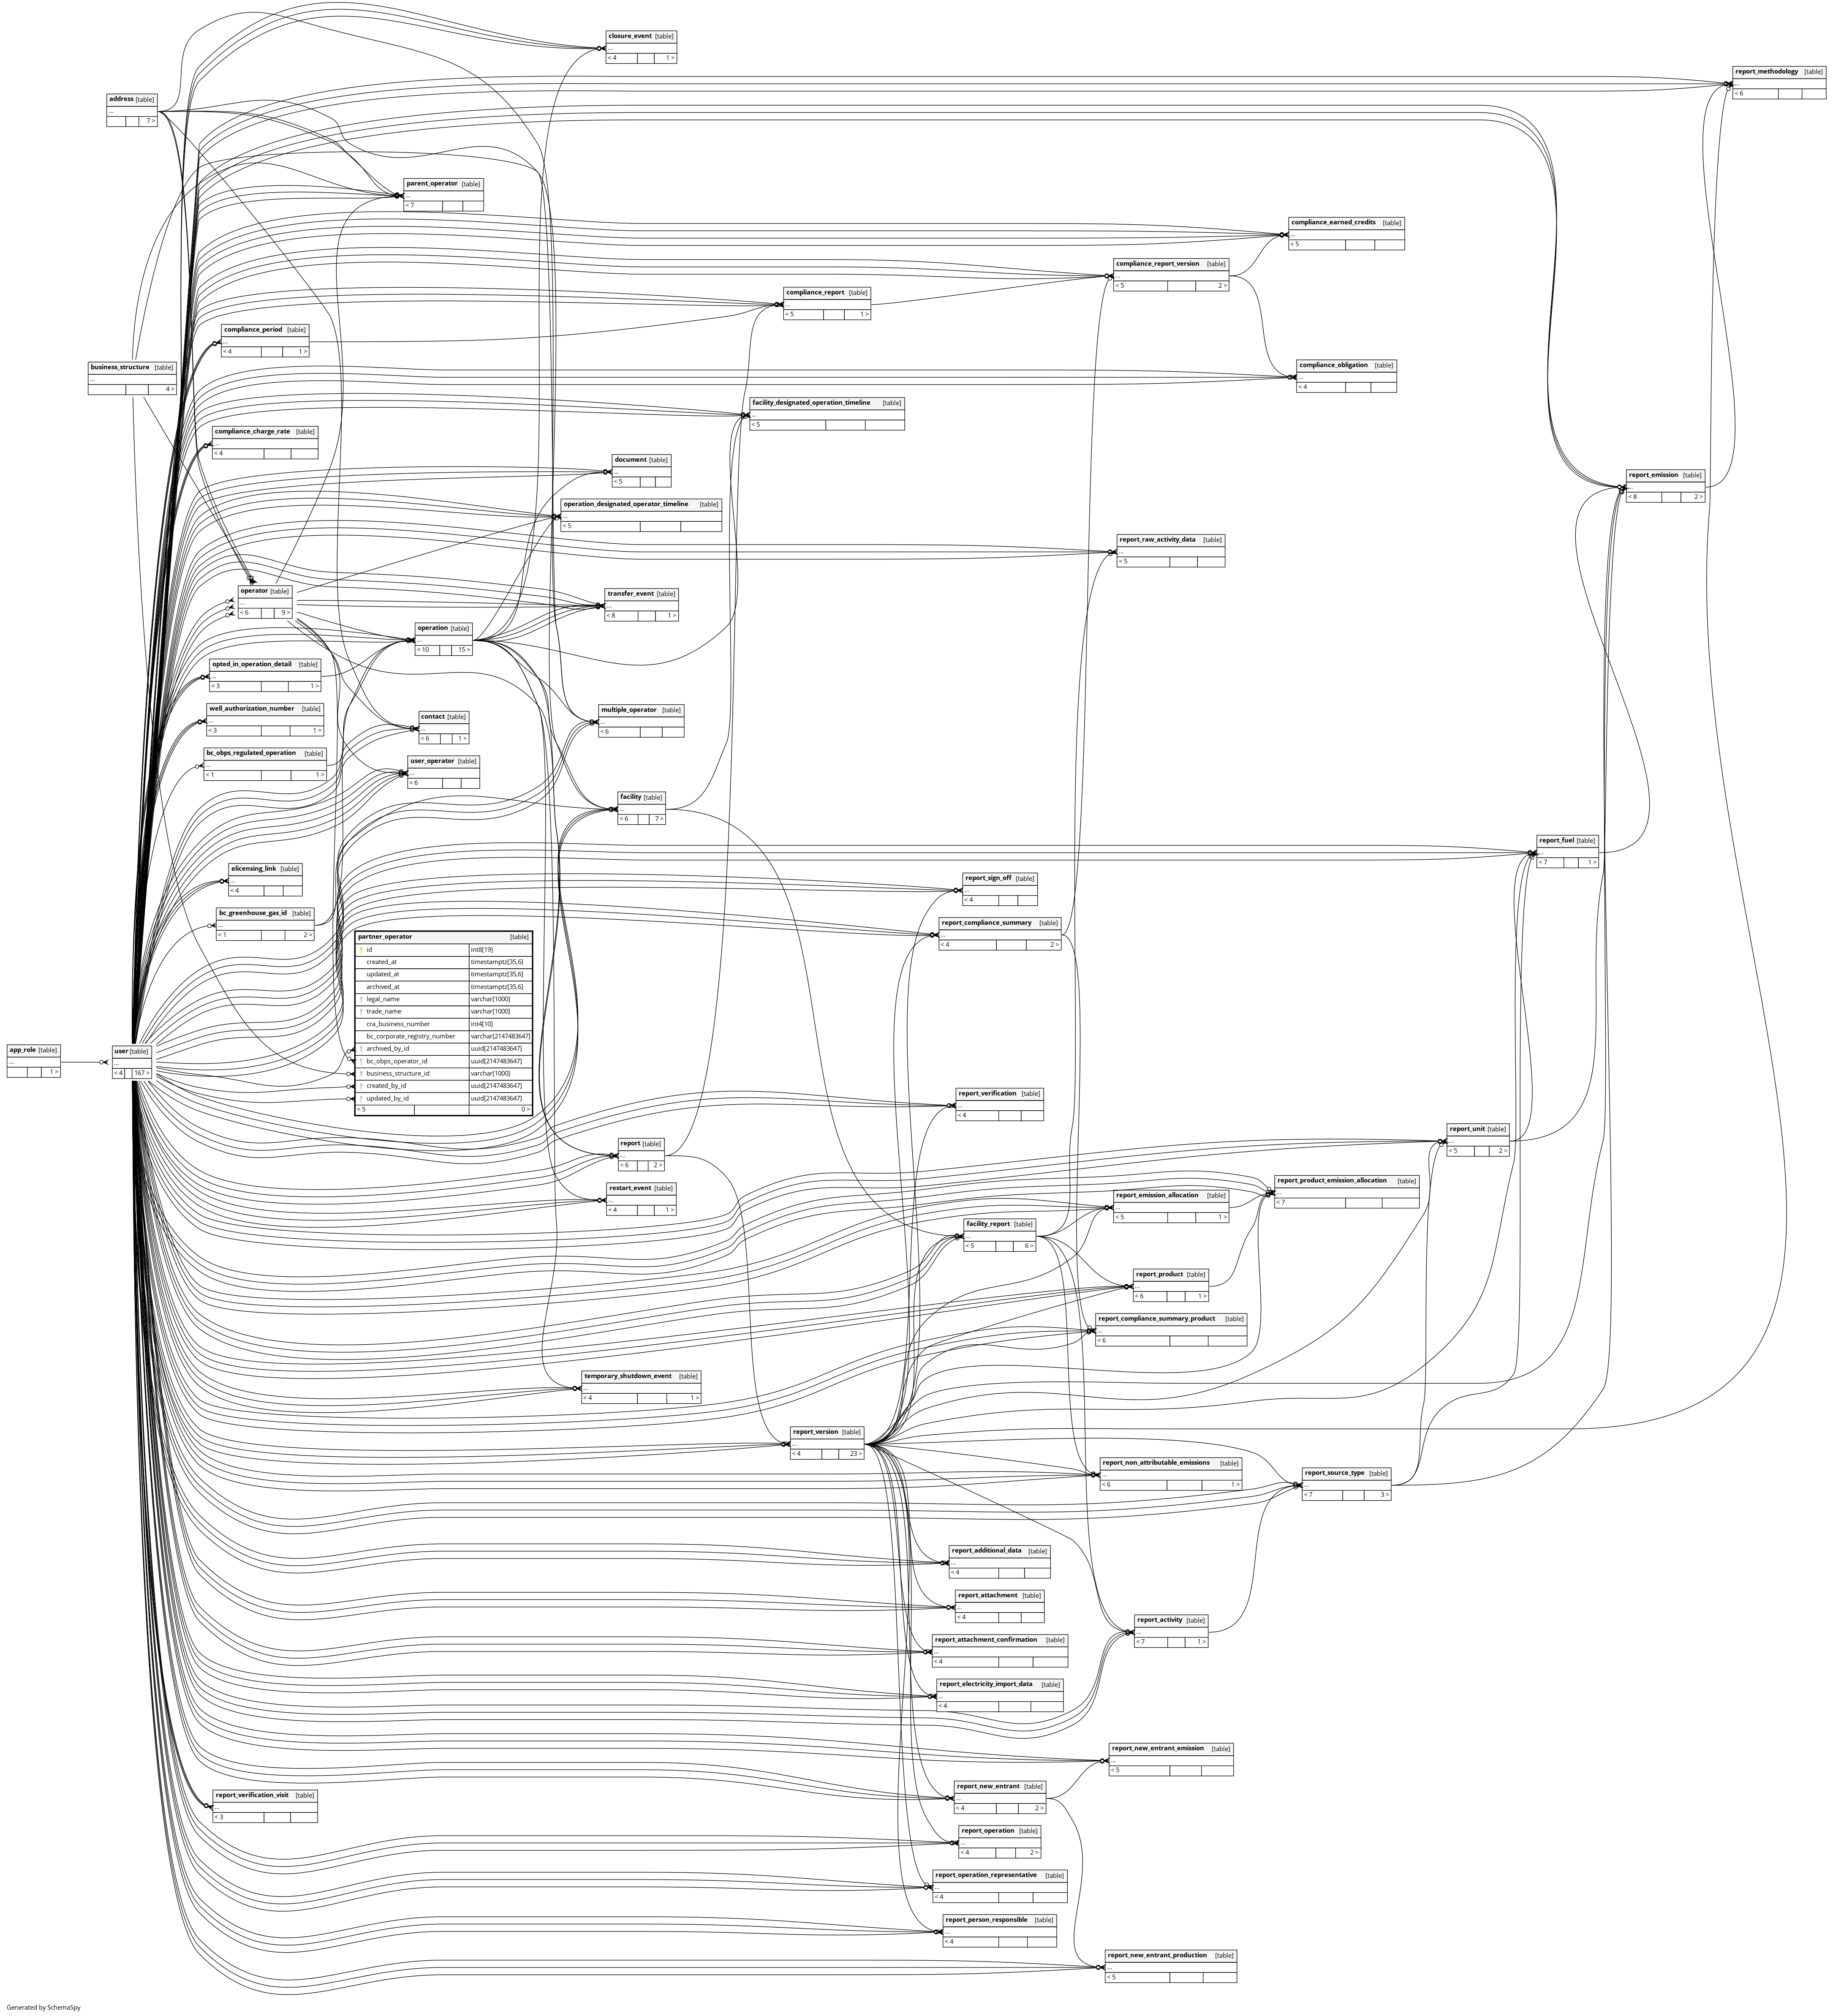 closure_event [table]
...
< 4 1 >
report_methodology [table]
...
< 6
address [table]
...
7 >
parent_operator [table]
...
< 7
compliance_earned_credits [table]
...
< 5
compliance_report_version [table]
...
< 5 2 >
compliance_report [table]
...
< 5 1 >
compliance_period [table]
...
< 4 1 >
business_structure [table]
...
4 >
compliance_obligation [table]
...
< 4
facility_designated_operation_timeline [table]
...
< 5
compliance_charge_rate [table]
...
< 4
document [table]
...
< 5
report_emission [table]
...
< 8 2 >
operation_designated_operator_timeline [table]
...
< 5
report_raw_activity_data [table]
...
< 5
operator [table]
...
< 6 9 >
transfer_event [table]
...
< 8 1 >
operation [table]
...
< 10 15 >
opted_in_operation_detail [table]
...
< 3 1 >
well_authorization_number [table]
...
< 3 1 >
contact [table]
...
< 6 1 >
multiple_operator [table]
...
< 6
bc_obps_regulated_operation [table]
...
< 1 1 >
user_operator [table]
...
< 6
facility [table]
...
< 6 7 >
report_fuel [table]
...
< 7 1 >
elicensing_link [table]
...
< 4
report_sign_off [table]
...
< 4
bc_greenhouse_gas_id [table]
...
< 1 2 >
report_compliance_summary [table]
...
< 4 2 >
partner_operator [table]
id int8[19]
created_at timestamptz[35,6]
updated_at timestamptz[35,6]
archived_at timestamptz[35,6]
legal_name varchar[1000]
trade_name varchar[1000]
cra_business_number int4[10]
bc_corporate_registry_number varchar[2147483647]
archived_by_id uuid[2147483647]
bc_obps_operator_id uuid[2147483647]
business_structure_id varchar[1000]
created_by_id uuid[2147483647]
updated_by_id uuid[2147483647]
< 5 0 >
app_role [table]
...
1 >
user [table]
...
< 4 167 >
report_verification [table]
...
< 4
report_unit [table]
...
< 5 2 >
report [table]
...
< 6 2 >
restart_event [table]
...
< 4 1 >
report_product_emission_allocation [table]
...
< 7
report_emission_allocation [table]
...
< 5 1 >
facility_report [table]
...
< 5 6 >
report_product [table]
...
< 6 1 >
report_compliance_summary_product [table]
...
< 6
temporary_shutdown_event [table]
...
< 4 1 >
report_version [table]
...
< 4 23 >
report_non_attributable_emissions [table]
...
< 6 1 >
report_source_type [table]
...
< 7 3 >
report_additional_data [table]
...
< 4
report_attachment [table]
...
< 4
report_activity [table]
...
< 7 1 >
report_attachment_confirmation [table]
...
< 4
report_electricity_import_data [table]
...
< 4
report_new_entrant_emission [table]
...
< 5
report_new_entrant [table]
...
< 4 2 >
report_verification_visit [table]
...
< 3
report_operation [table]
...
< 4 2 >
report_operation_representative [table]
...
< 4
report_person_responsible [table]
...
< 4
report_new_entrant_production [table]
...
< 5
Generated by SchemaSpy